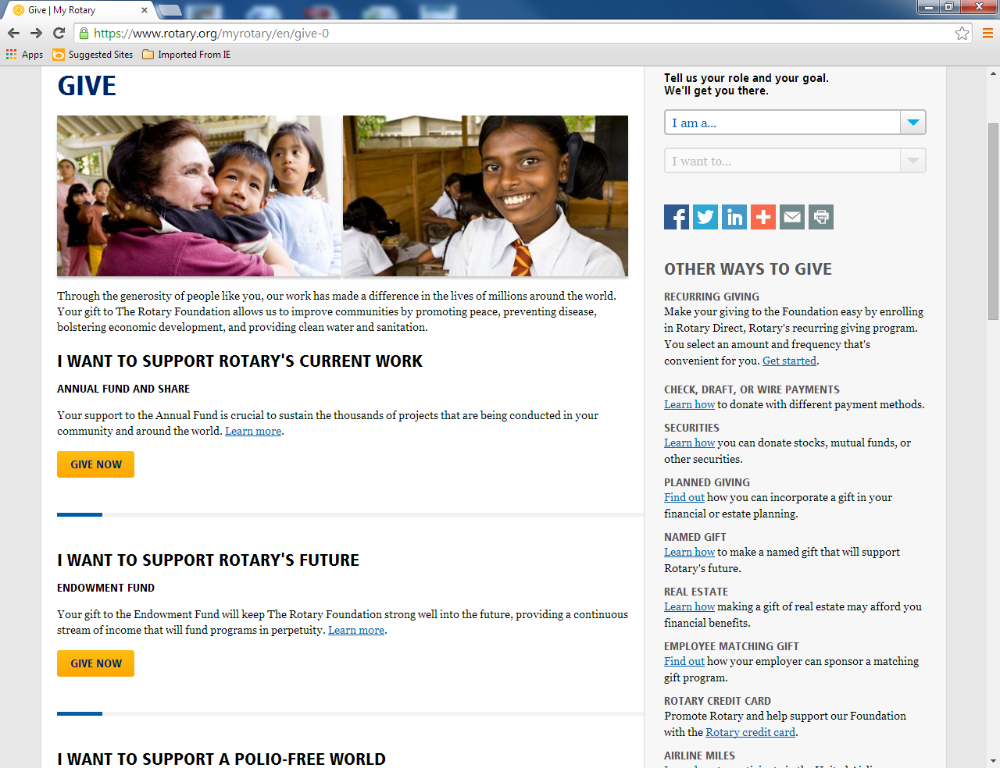 Give | My Rotary
https://www.rotary.org/myrotary/en/give-0
Apps Suggested Sites Imported From IE
GIVE
Through the generosity of people like you, our work has made a difference in the lives of millions around the world.
Your gift to The Rotary Foundation allows us to improve communities by promoting peace, preventing disease,
bolstering economic development, and providing clean water and sanitation.
I WANT TO SUPPORT ROTARY'S CURRENT WORK
ANNUAL FUND AND SHARE
Your support to the Annual Fund is crucial to sustain the thousands of projects that are being conducted in your
community and around the world. Learn more.
GIVE NOW
I WANT TO SUPPORT ROTARY'S FUTURE
ENDOWMENT FUND
Your gift to the Endowment Fund will keep The Rotary Foundation strong well into the future, providing a continuous
stream of income that will fund programs in perpetuity. Learn more.
GIVE NOW
I WANT TO SUPPORT A POLIO-FREE WORLD
Tell us your role and your goal.
We'll get you there.
I am a...
I want to...
OTHER WAYS TO GIVE
RECURRING GIVING
Make your giving to the Foundation easy by enrolling
in Rotary Direct, Rotary's recurring giving program.
You select an amount and frequency that's
convenient for you. Get started.
CHECK, DRAFT, OR WIRE PAYMENTS
Learn how to donate with different payment methods.
SECURITIES
Learn how you can donate stocks, mutual funds, or
other securities.
PLANNED GIVING
Find out how you can incorporate a gift in your
financial or estate planning.
NAMED GIFT
Learn how to make a named gift that will support
Rotary's future.
REAL ESTATE
Learn how making a gift of real estate may afford you
financial benefits.
EMPLOYEE MATCHING GIFT
Find out how your employer can sponsor a matching
gift program.
ROTARY CREDIT CARD
Promote Rotary and help support our Foundation
with the Rotary credit card.
AIRLINE MILES